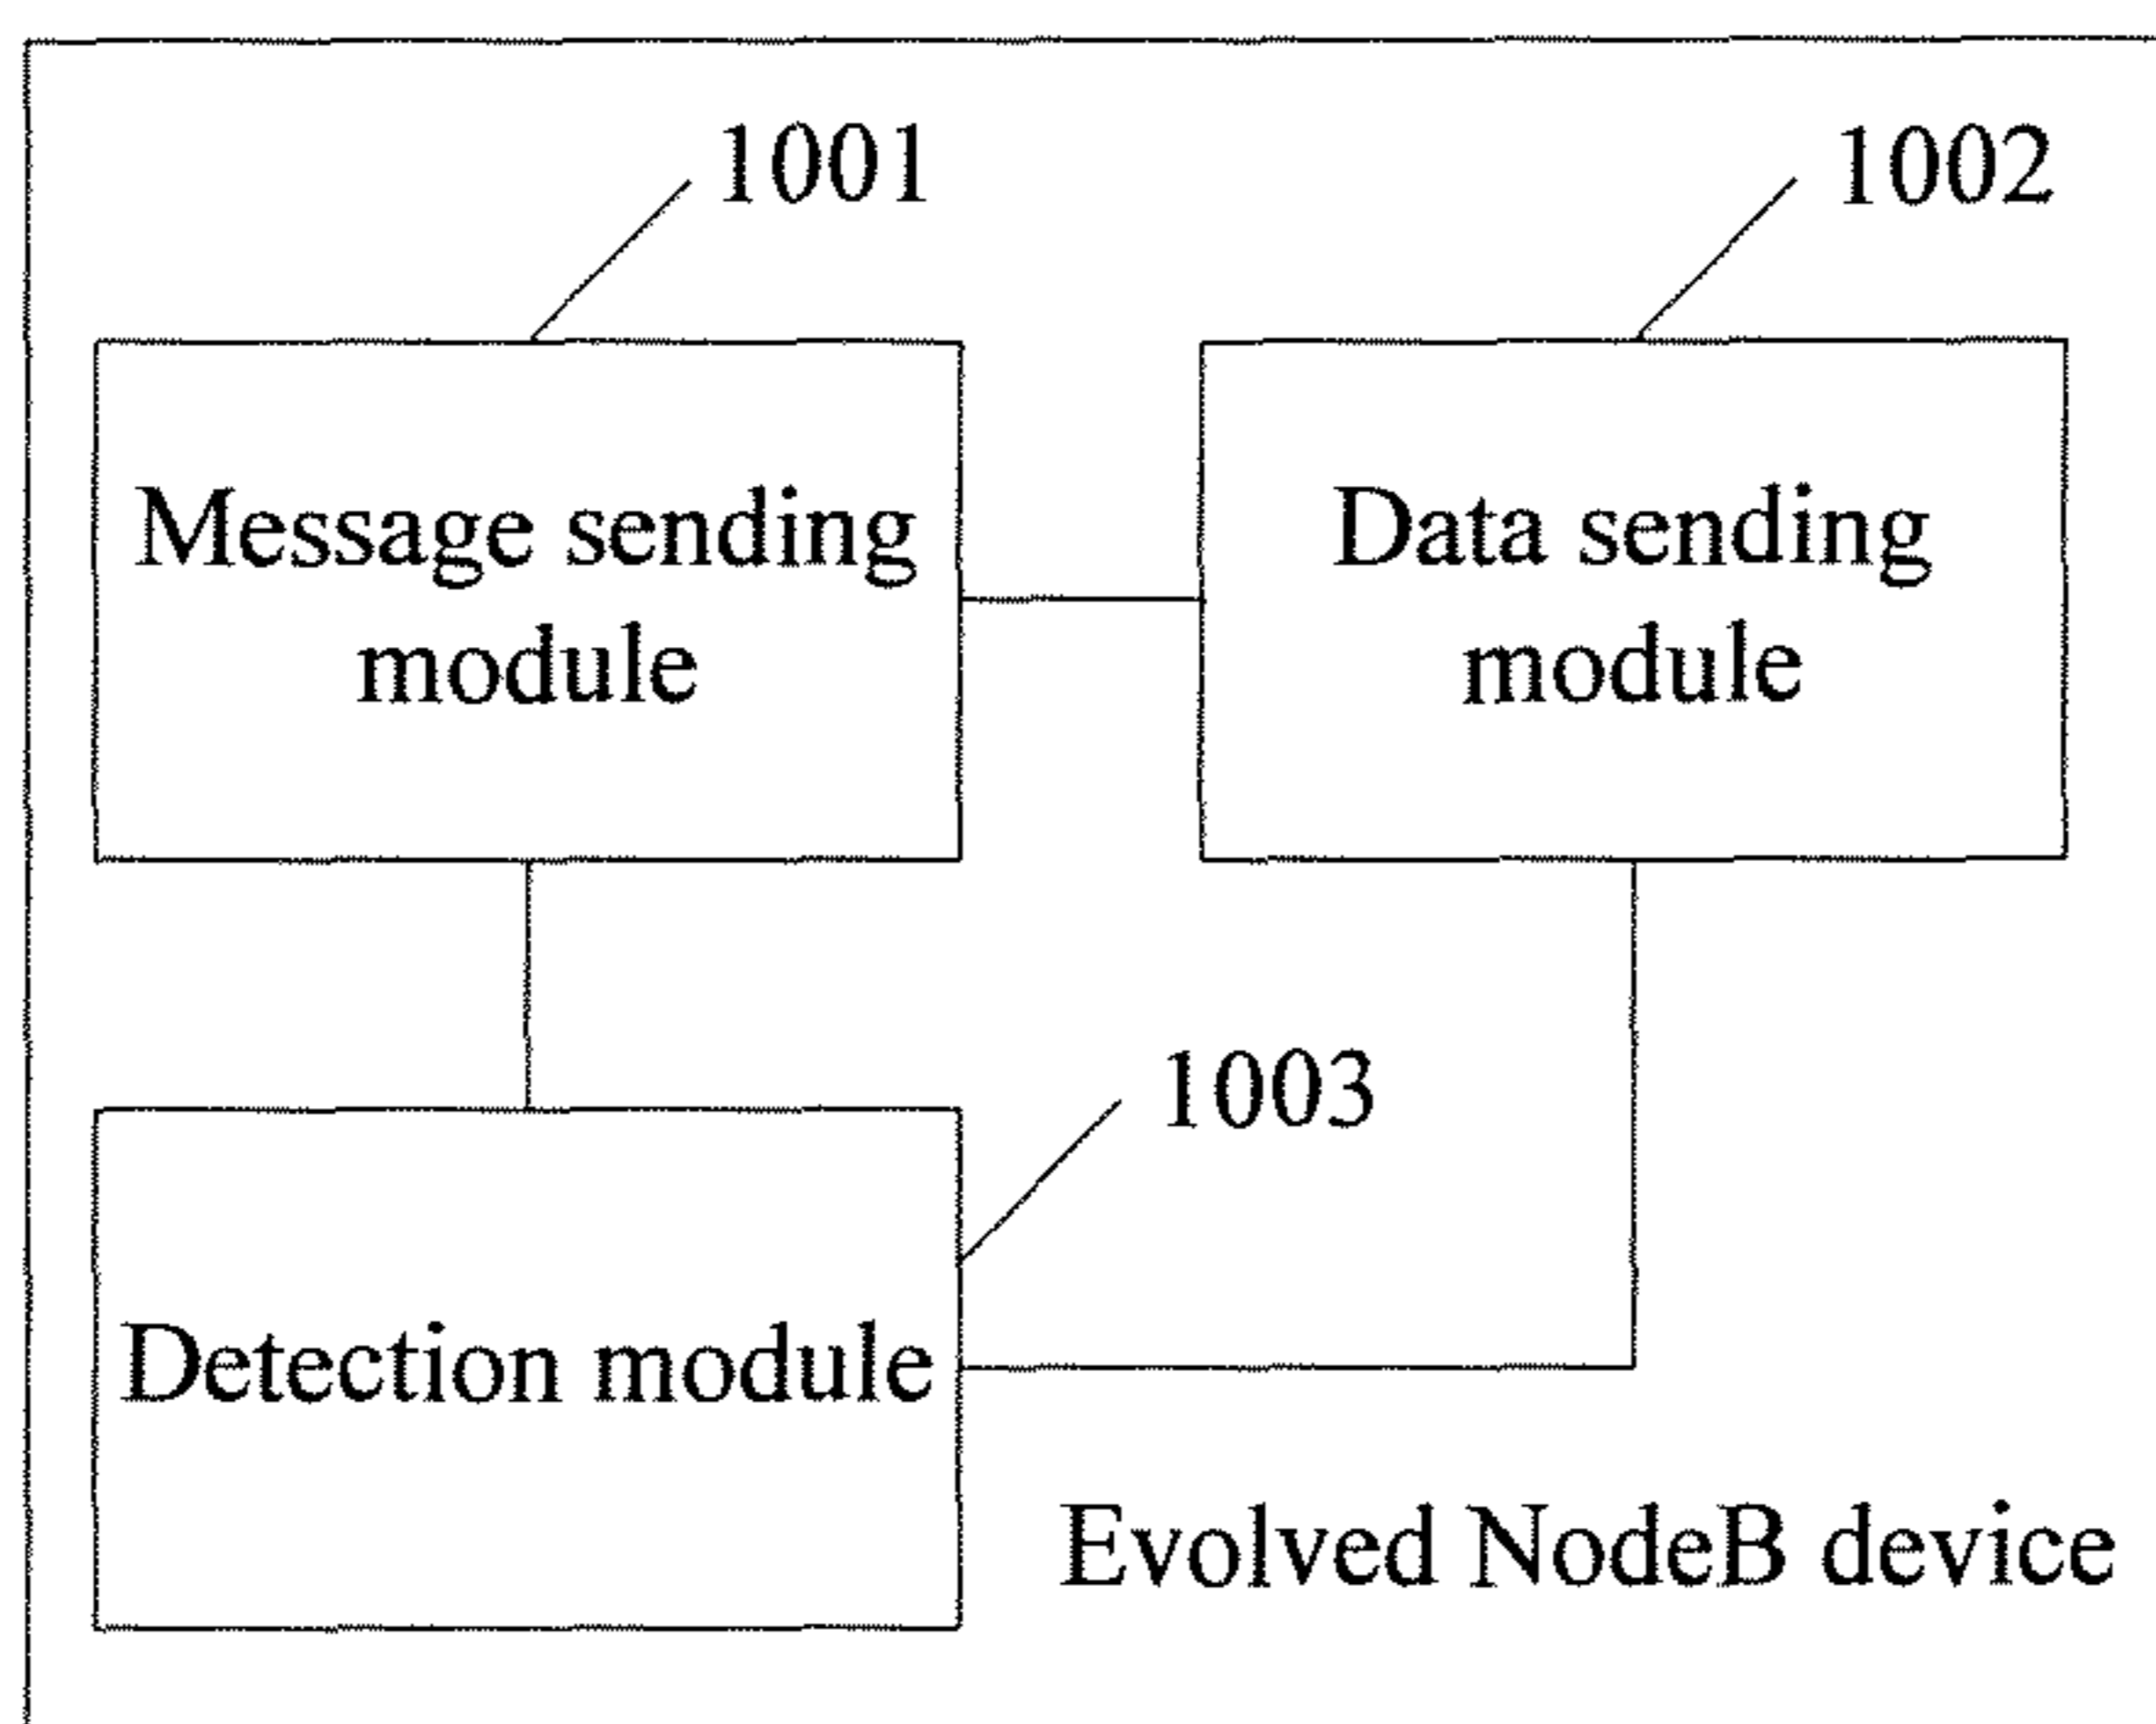 1001
1002
Message sending
module
Data sending
module
1003
Detection module
Evolved NodeB device